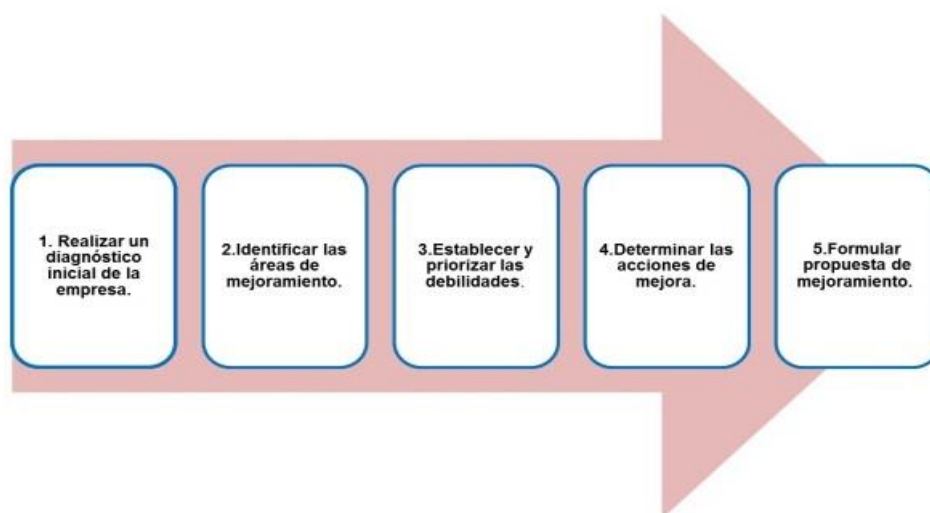 1. Realizar un
diagnóstico
inicial de la
empresa.
2.Identificar las
áreas de
mejoramiento.
3.Establecer y
priorizar las
debilidades.
4.Determinar las
acciones de
mejora.
5.Formular
propuesta de
mejoramiento.